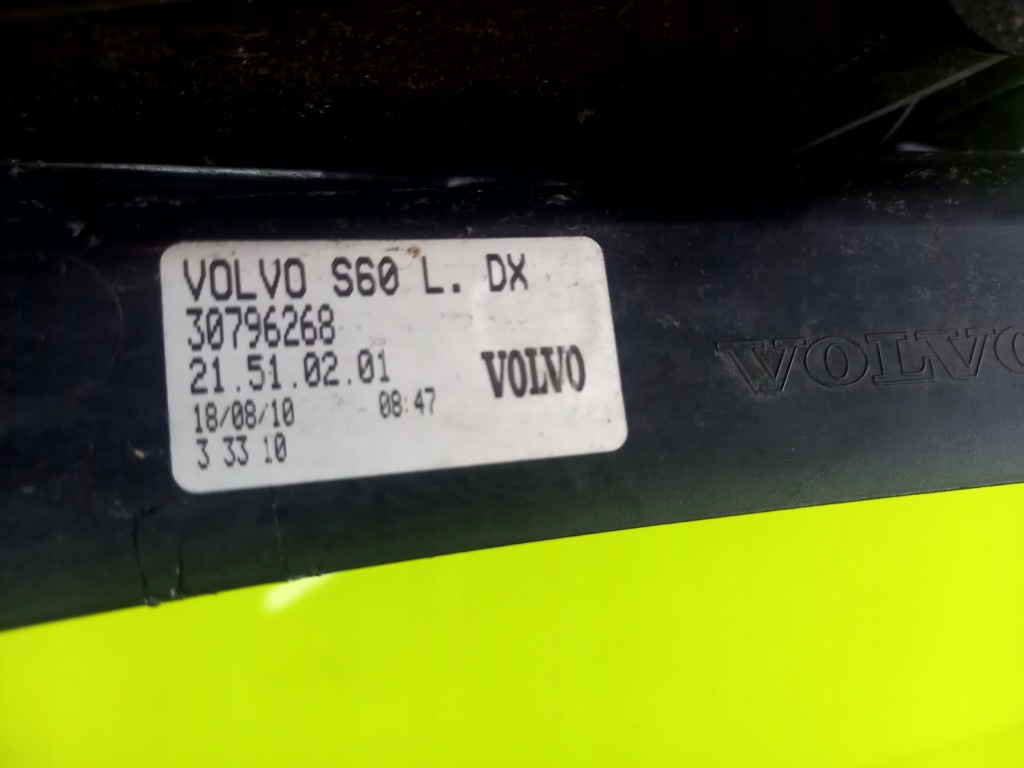 VOLVO S60 L. DX
30796268
21.51.02.01
VOLVO
18/08/10 08:47
3 33 10
VOLVO